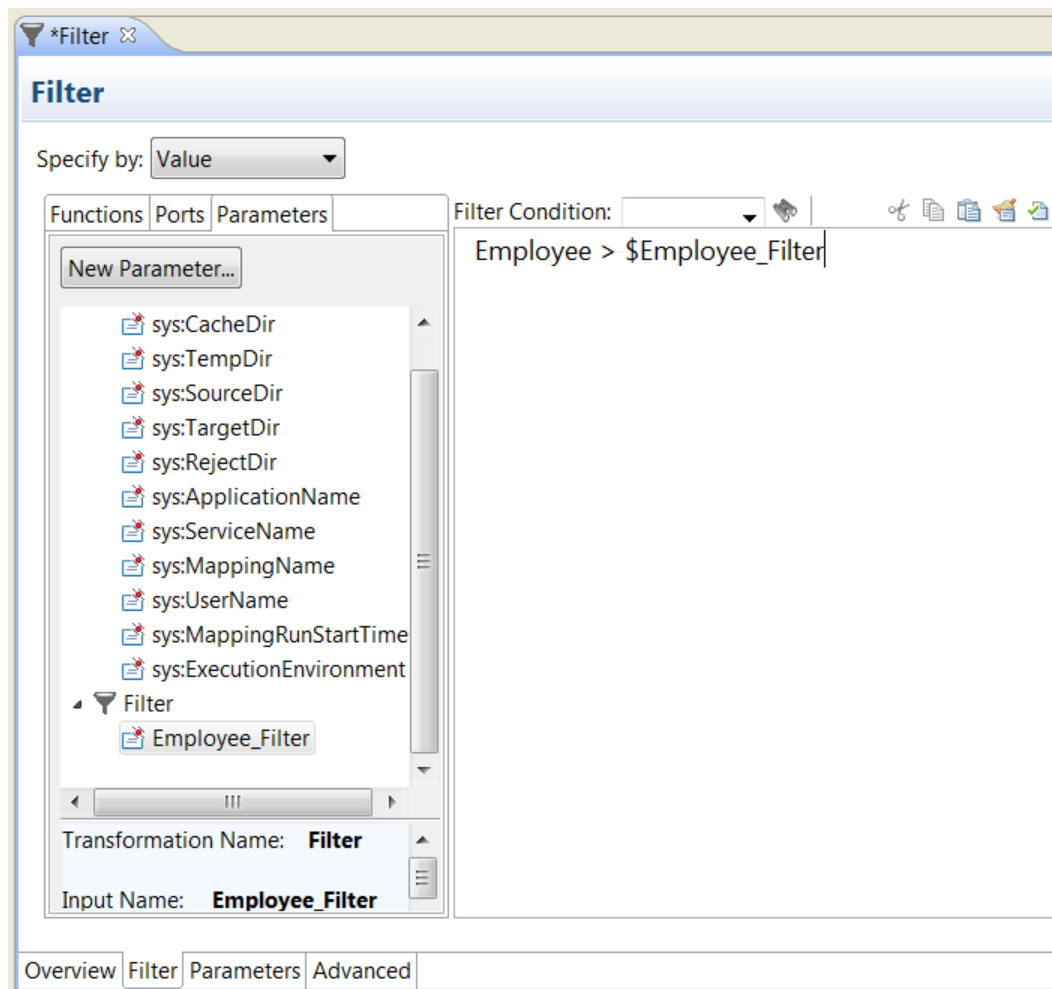 *Filter
Filter
Specify by: Value
Functions Ports Parameters
New Parameter...
sys:CacheDir
sys:TempDir
sys:SourceDir
sys:TargetDir
sys:RejectDir
sys:ApplicationName
sys:ServiceName
sys:MappingName
sys:UserName
sys:MappingRunStartTime
sys:ExecutionEnvironment
Filter
Employee_Filter
Transformation Name: Filter
Input Name: Employee_Filter
Filter Condition:
Employee > $Employee_Filter
Overview Filter Parameters Advanced